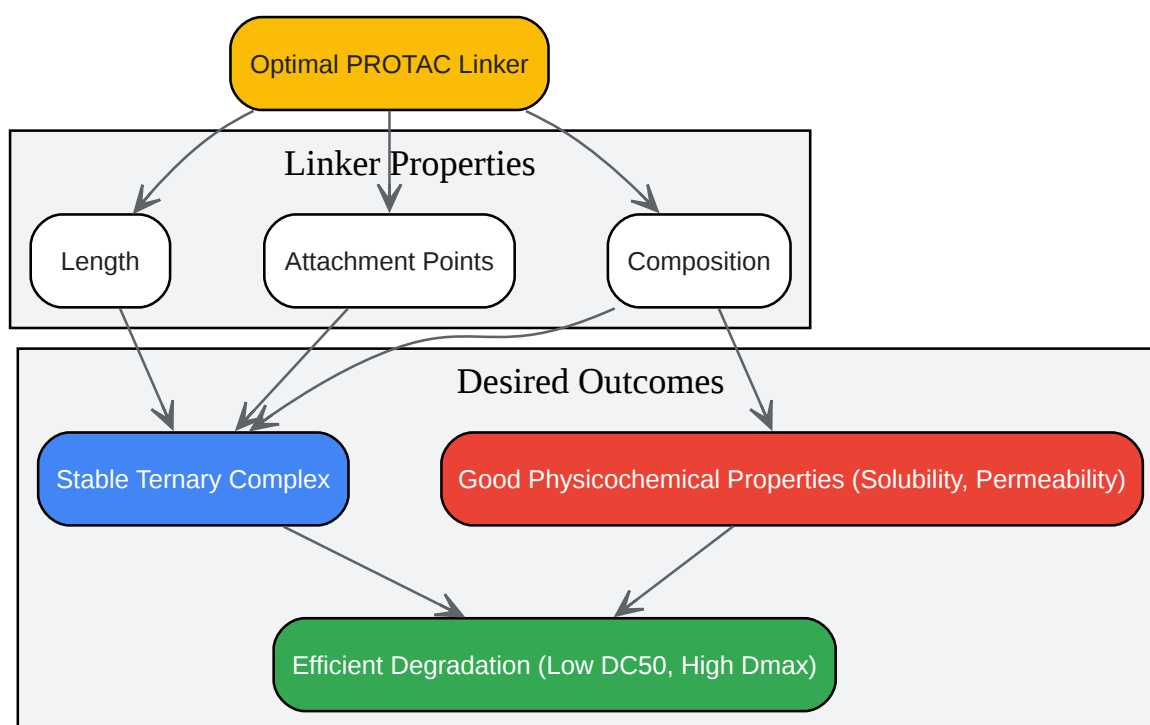 Optimal PROTAC Linker
Linker Properties
Length
Attachment Points
Composition
Desired Outcomes
Stable Ternary Complex
Good Physicochemical Properties (Solubility, Permeability)
Efficient Degradation (Low DC50, High Dmax)